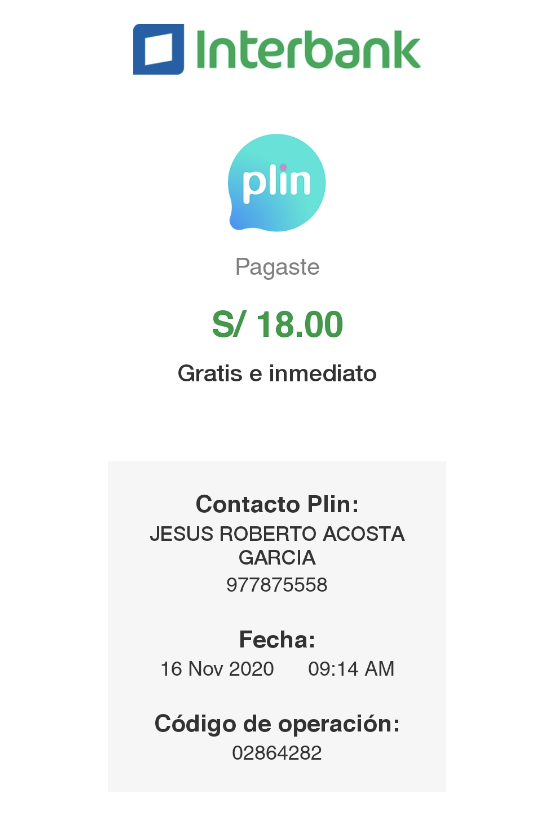 Interbank
plin
Pagaste
S/ 18.00
Gratis e inmediato
Contacto Plin:
JESUS ROBERTO ACOSTA
GARCIA
977875558
Fecha:
16 Nov 2020 09:14 AM
Código de operación:
02864282